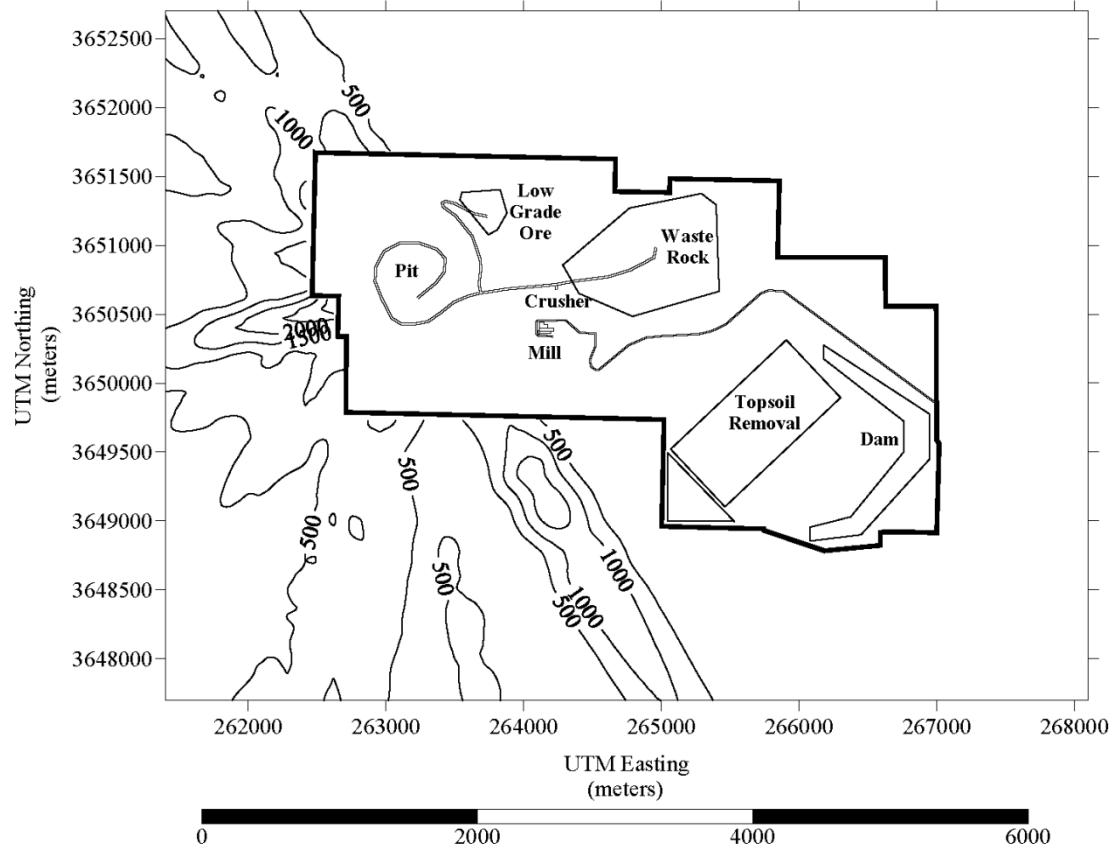 3652500
3652000
3651500
3651000
3650500
3650000
3649500
3649000
3648500
3648000
UTM Northing
(meters)
500
1000
2000
1500
Low
Grade
Ore
Pit
Waste
Rock
Crusher
Mill
Topsoil
Removal
Dam
500
500
500
500
1000
1000
500
262000
263000
264000
265000
266000
267000
268000
UTM Easting
(meters)
0
2000
4000
6000